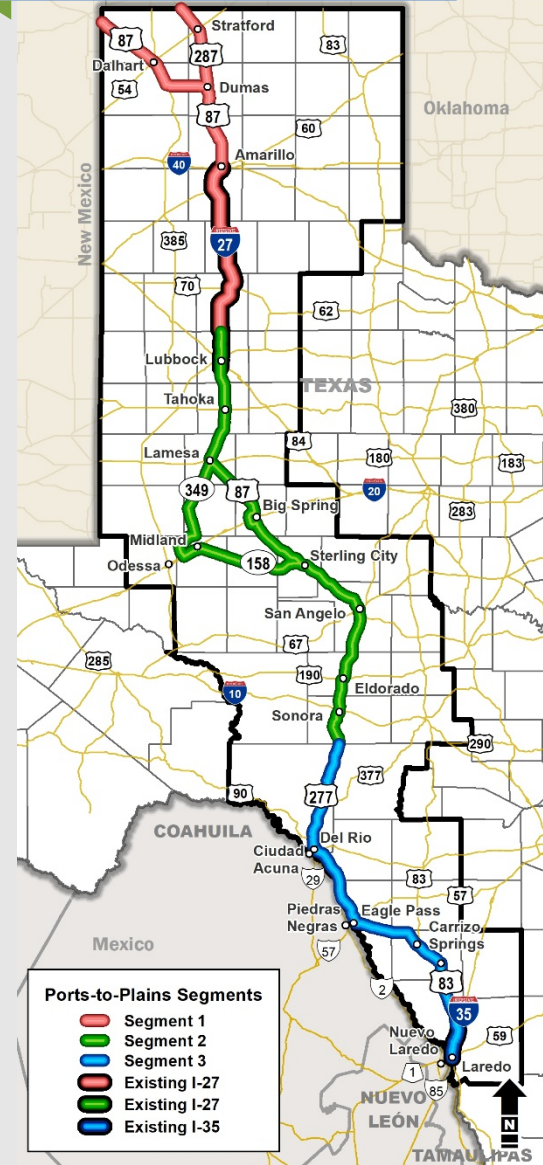 Stratford
87
83
287
Dalhart
54
Dumas
Oklahoma
87
60
Amarillo
40
New Mexico
385
INTERSTATE
27
70
62
Lubbock
TEXAS
Tahoka
380
84
Lamesa
180
183
349
87
20
Big Spring
283
Midland
158
Sterling City
Odessa
San Angelo
67
285
190
Eldorado
10
Sonora
290
377
277
90
COAHUILA
Del Rio
Ciudad
Acuna
29
83
57
Piedras
Negras
Eagle Pass
Carrizo
Springs
57
Mexico
2
83
Ports-to-Plains Segments
35
Segment 1
Segment 2
Segment 3
Existing I-27
Existing I-27
Existing I-35
59
Nuevo
Laredo
Laredo
1
85
NUEVO
LEÓN
N
TAMAULIPAS